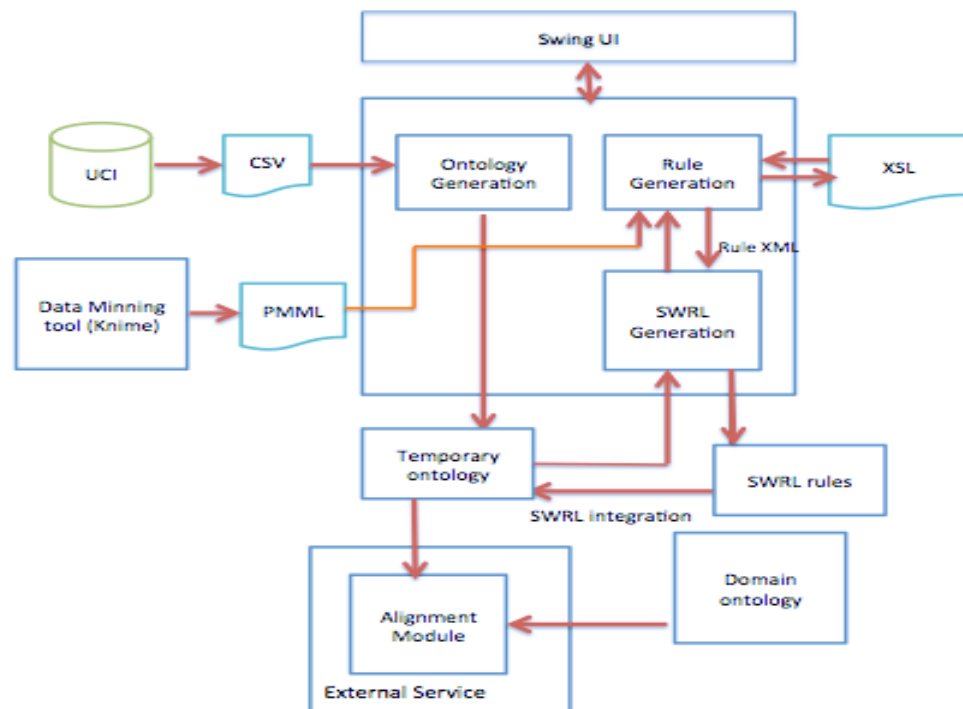 Swing UI
UCI
CSV
Ontology
Generation
Rule
Generation
XSL
Rule XML
Data Minning
tool (Knime)
PMML
SWRL
Generation
Temporary
ontology
SWRL rules
SWRL integration
Domain
ontology
Alignment
Module
External Service